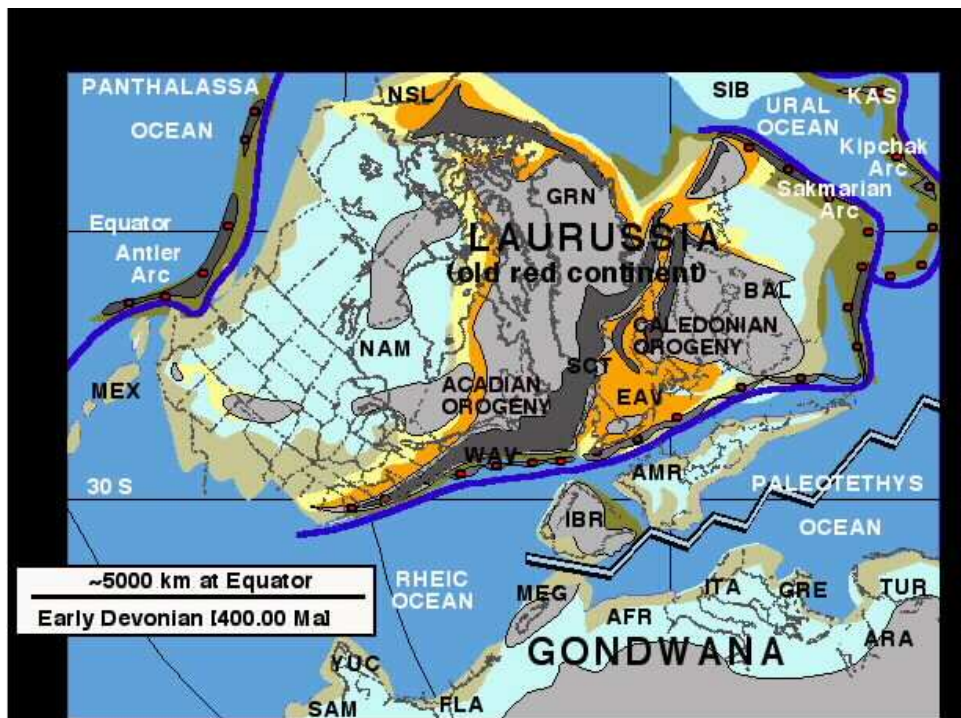 PANTHALASSA
OCEAN
NSL
SIB
URAL
OCEAN
KAS
Kipchak
Arc
Sakmarian
Arc
GRN
Equator
Antler
Arc
LAURUSSIA
(old red continent)
BAL
NAM
CALEDONIAN
OROGENY
SCT
MEX
ACADIAN
OROGENY
EAV
WAV
AMR
30 S
PALEOTETHYS
OCEAN
IBR
~5000 km at Equator
Early Devonian [400.00 Ma]
RHEIC
OCEAN
MEG
ITA
GRE
TUR
AFR
GONDWANA
ARA
YUC
SAM
FLA